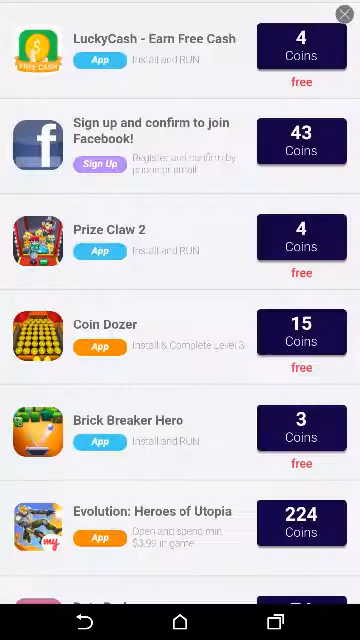 LuckyCash - Earn Free Cash
App Install and RUN
4
Coins
free
FREE CASH
Sign up and confirm to join
Facebook!
Sign Up Register and confirm by
phone or email
43
Coins
Prize Claw 2
App Install and RUN
4
Coins
free
Coin Dozer
App Install & Complete Level 3
15
Coins
free
Brick Breaker Hero
App Install and RUN
3
Coins
free
Evolution: Heroes of Utopia
App Open and spend min.
$3.99 in game
my
224
Coins